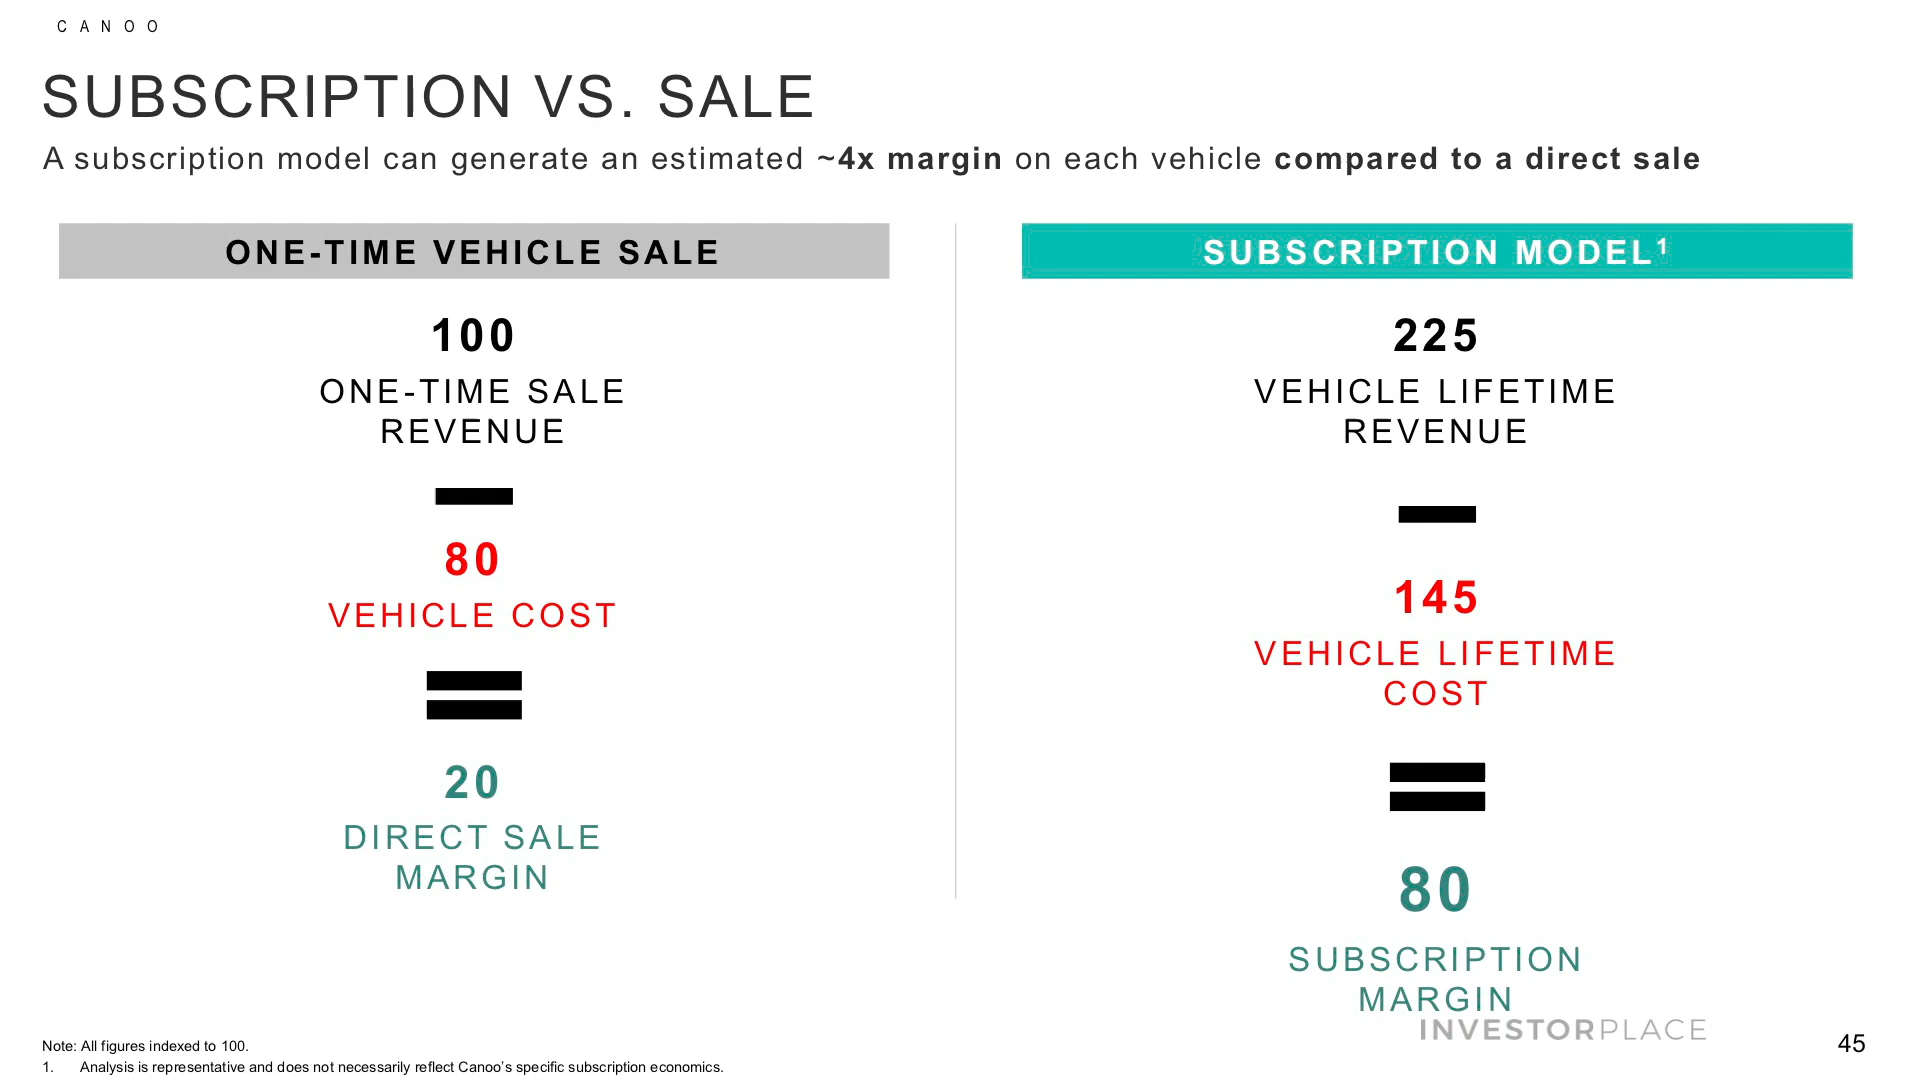 CANOO
SUBSCRIPTION VS. SALE
A subscription model can generate an estimated ~4x margin on each vehicle compared to a direct sale
ONE-TIME VEHICLE SALE
100
ONE-TIME SALE
REVENUE
80
VEHICLE COST
20
DIRECT SALE
MARGIN
SUBSCRIPTION MODEL¹
225
VEHICLE LIFETIME
REVENUE
145
VEHICLE LIFETIME
COST
80
SUBSCRIPTION
MARGIN
INVESTORPLACE
Note: All figures indexed to 100.
1. Analysis is representative and does not necessarily reflect Canoo’s specific subscription economics.
45